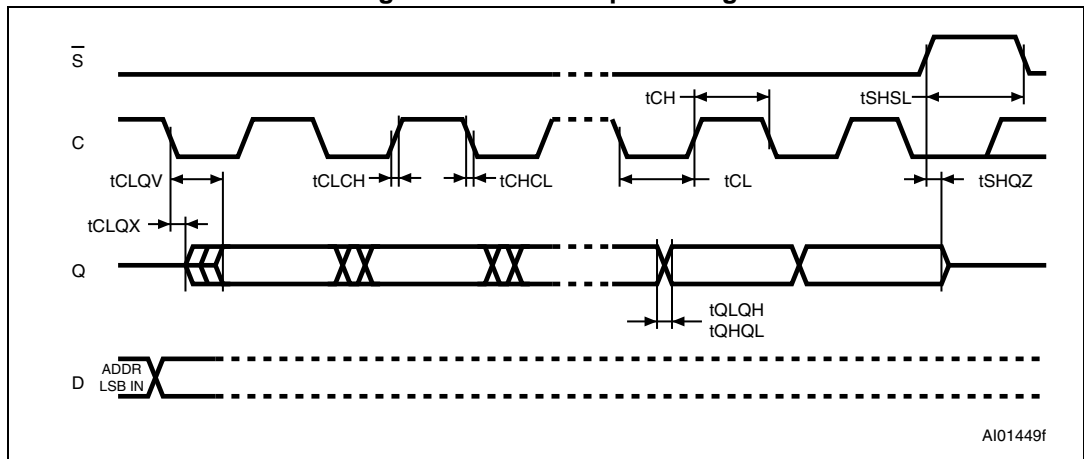 S̅
tCH
tSHSL
C
tCLQV
tCLCH
tCHCL
tCL
tSHQZ
tCLQX
Q
tQLQH
tQHQL
ADDR
D
LSB IN
AI01449f